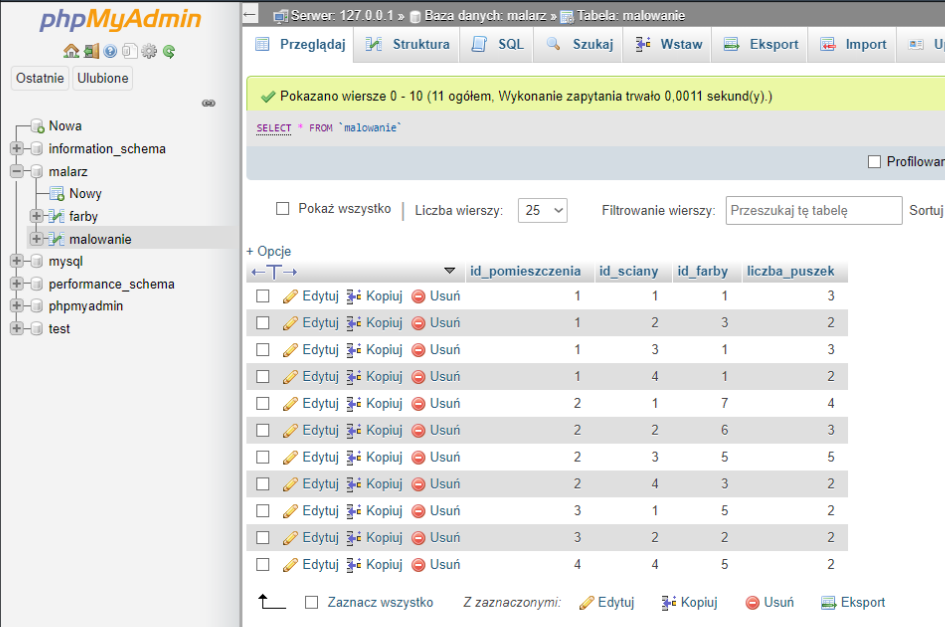 phpMyAdmin
Ostatnie Ulubione
Nowa
information_schema
malarz
Nowy
farby
malowanie
mysql
performance_schema
phpmyadmin
test
Serwer: 127.0.0.1 » Baza danych: malarz » Tabela: malowanie
Przeglądaj Struktura SQL Szukaj Wstaw Eksport Import
Pokazano wiersze 0 - 10 (11 ogółem, Wykonanie zapytania trwało 0,0011 sekund(y).)
SELECT * FROM `malowanie`
Profilowan
Pokaż wszystko | Liczba wierszy: 25 Filtrowanie wierszy: Przeszukaj tę tabelę Sortuj
+ Opcje
←T→ id_pomieszczenia id_sciany id_farby liczba_puszek
Edytuj Kopiuj Usuń 1 1 1 3
Edytuj Kopiuj Usuń 1 2 3 2
Edytuj Kopiuj Usuń 1 3 1 3
Edytuj Kopiuj Usuń 1 4 1 2
Edytuj Kopiuj Usuń 2 1 7 4
Edytuj Kopiuj Usuń 2 2 6 3
Edytuj Kopiuj Usuń 2 3 5 5
Edytuj Kopiuj Usuń 2 4 3 2
Edytuj Kopiuj Usuń 3 1 5 2
Edytuj Kopiuj Usuń 3 2 2 2
Edytuj Kopiuj Usuń 4 4 5 2
Zaznacz wszystko Z zaznaczonymi: Edytuj Kopiuj Usuń Eksport